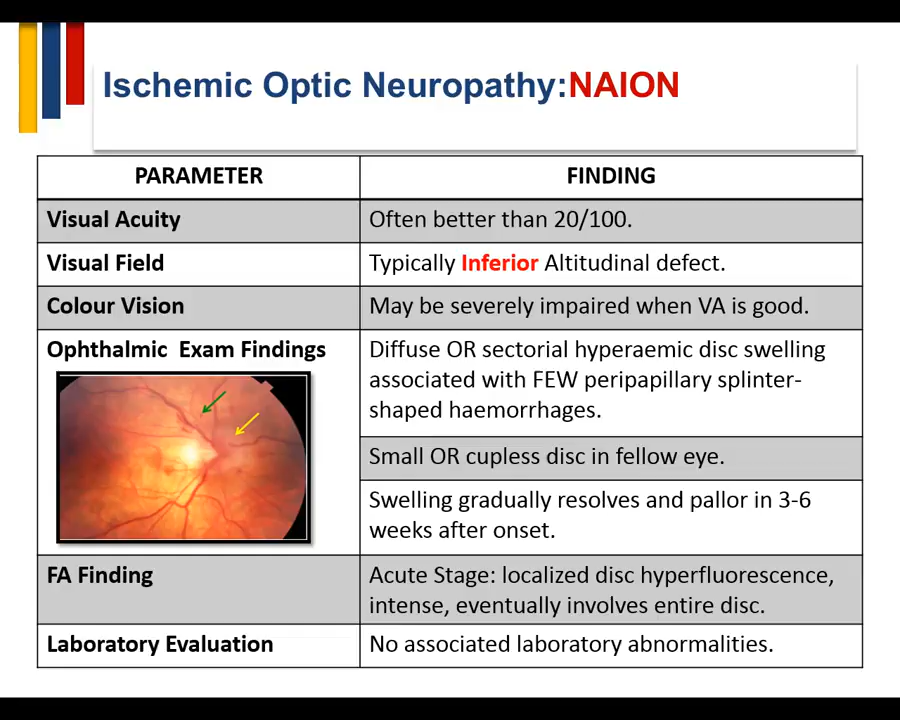 Ischemic Optic Neuropathy:NAION
PARAMETER
FINDING
Visual Acuity
Often better than 20/100.
Visual Field
Typically Inferior Altitudinal defect.
Colour Vision
May be severely impaired when VA is good.
Ophthalmic Exam Findings
Diffuse OR sectorial hyperaemic disc swelling
associated with FEW peripapillary splinter-
shaped haemorrhages.
Small OR cupless disc in fellow eye.
Swelling gradually resolves and pallor in 3-6
weeks after onset.
FA Finding
Acute Stage: localized disc hyperfluorescence,
intense, eventually involves entire disc.
Laboratory Evaluation
No associated laboratory abnormalities.